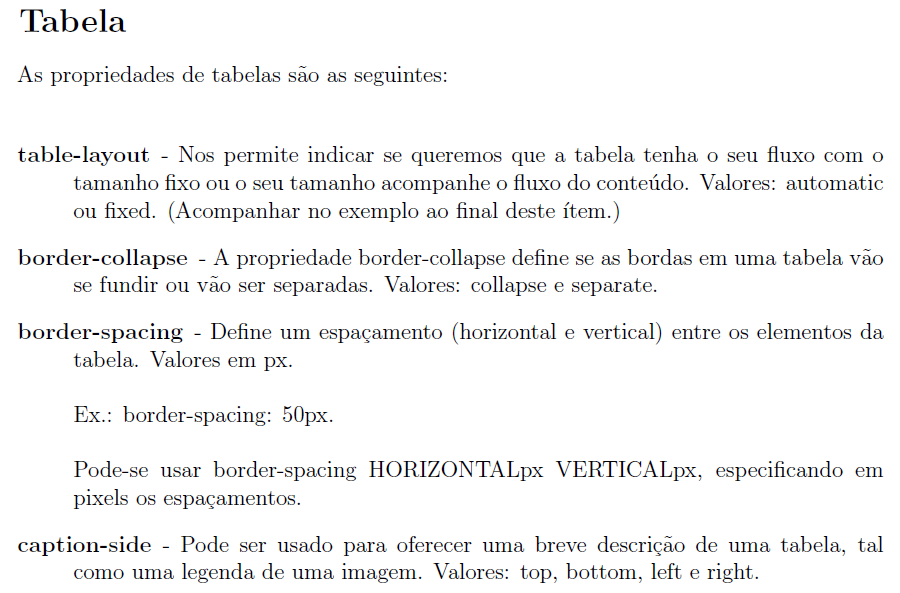 Tabela
As propriedades de tabelas são as seguintes:
table-layout - Nos permite indicar se queremos que a tabela tenha o seu fluxo com o
tamanho fixo ou o seu tamanho acompanhe o fluxo do conteúdo. Valores: automatic
ou fixed. (Acompanhar no exemplo ao final deste ítem.)
border-collapse - A propriedade border-collapse define se as bordas em uma tabela vão
se fundir ou vão ser separadas. Valores: collapse e separate.
border-spacing - Define um espaçamento (horizontal e vertical) entre os elementos da
tabela. Valores em px.
Ex.: border-spacing: 50px.
Pode-se usar border-spacing HORIZONTALpx VERTICALpx, especificando em
pixels os espaçamentos.
caption-side - Pode ser usado para oferecer uma breve descrição de uma tabela, tal
como uma legenda de uma imagem. Valores: top, bottom, left e right.